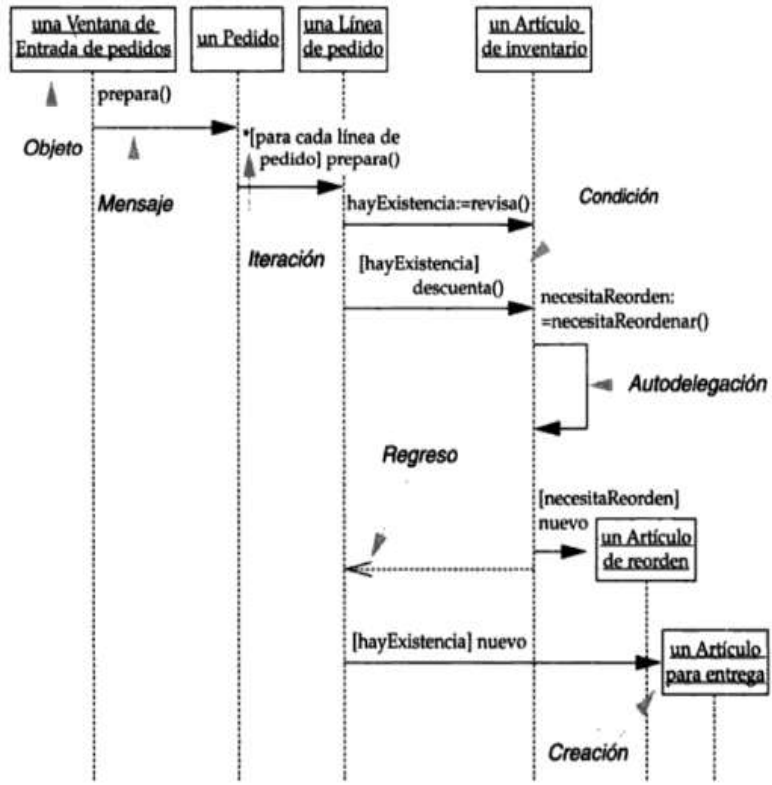 una Ventana de
Entrada de pedidos
un Pedido
una Línea
de pedido
un Artículo
de inventario
prepara()
Objeto
*[para cada línea de
pedido] prepara()
Mensaje
hayExistencia:=revisa()
Condición
Iteración
[hayExistencia]
descuenta()
necesitaReorden:
=necesitaReordenar()
Autodelegación
Regreso
[necesitaReorden]
nuevo
un Artículo
de reorden
[hayExistencia] nuevo
un Artículo
para entrega
Creación